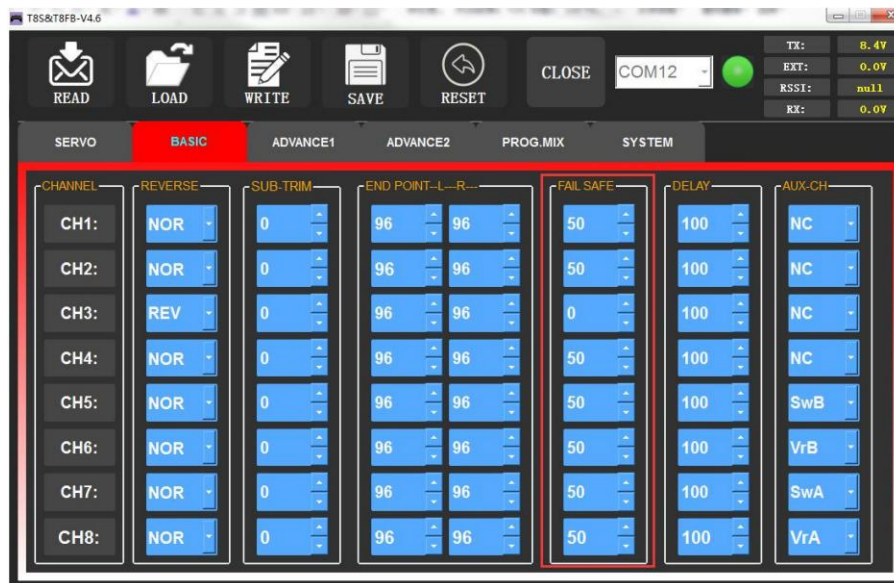 T8S&T8FB-V4.6
READ LOAD WRITE SAVE RESET CLOSE COM12
TX: 8.4V
EXT: 0.0V
RSSI: null
RX: 0.0V
SERVO BASIC ADVANCE1 ADVANCE2 PROG.MIX SYSTEM
CHANNEL REVERSE SUB-TRIM END POINT--L---R--- FAIL SAFE DELAY AUX-CH
CH1: NOR 0 96 96 50 100 NC
CH2: NOR 0 96 96 50 100 NC
CH3: REV 0 96 96 0 100 NC
CH4: NOR 0 96 96 50 100 NC
CH5: NOR 0 96 96 50 100 SwB
CH6: NOR 0 96 96 50 100 VrB
CH7: NOR 0 96 96 50 100 SwA
CH8: NOR 0 96 96 50 100 VrA